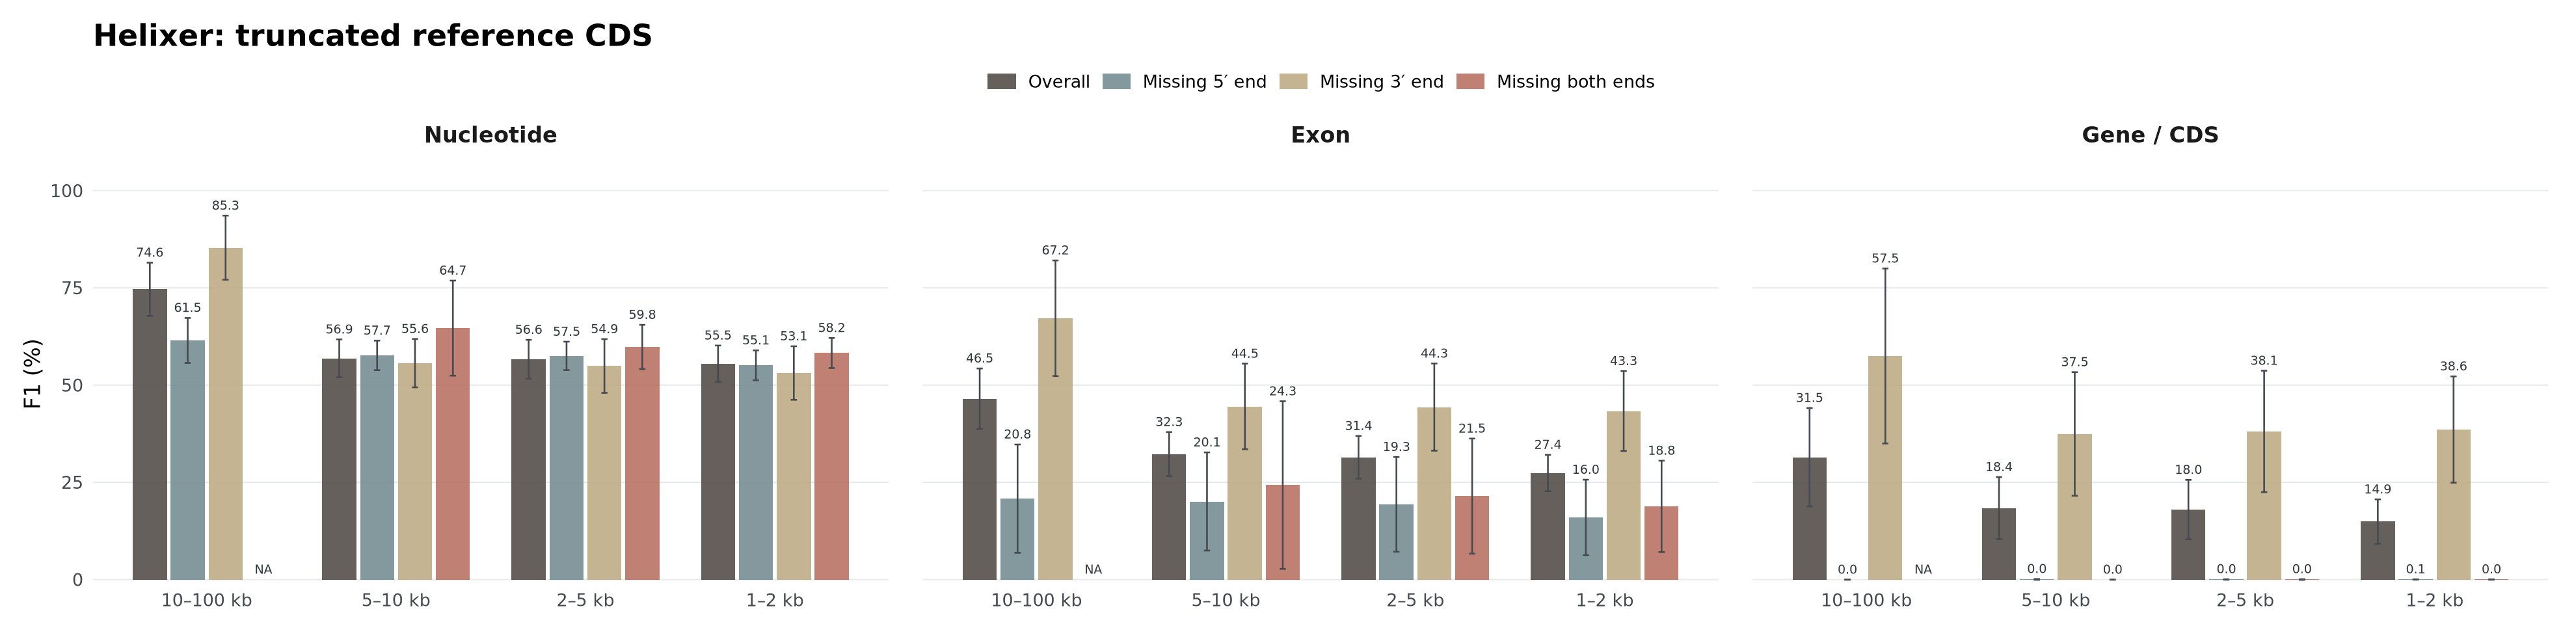 Helixer: truncated reference CDS
Overall Missing 5′ end Missing 3′ end Missing both ends
Nucleotide Exon Gene / CDS
F1 (%)
100
75
50
25
0
74.6 61.5 85.3 NA
56.9 57.7 55.6 64.7
56.6 57.5 54.9 59.8
55.5 55.1 53.1 58.2
10–100 kb 5–10 kb 2–5 kb 1–2 kb
46.5 20.8 67.2 NA
32.3 20.1 44.5 24.3
31.4 19.3 44.3 21.5
27.4 16.0 43.3 18.8
10–100 kb 5–10 kb 2–5 kb 1–2 kb
31.5 0.0 57.5 NA
18.4 0.0 37.5 0.0
18.0 0.0 38.1 0.0
14.9 0.1 38.6 0.0
10–100 kb 5–10 kb 2–5 kb 1–2 kb